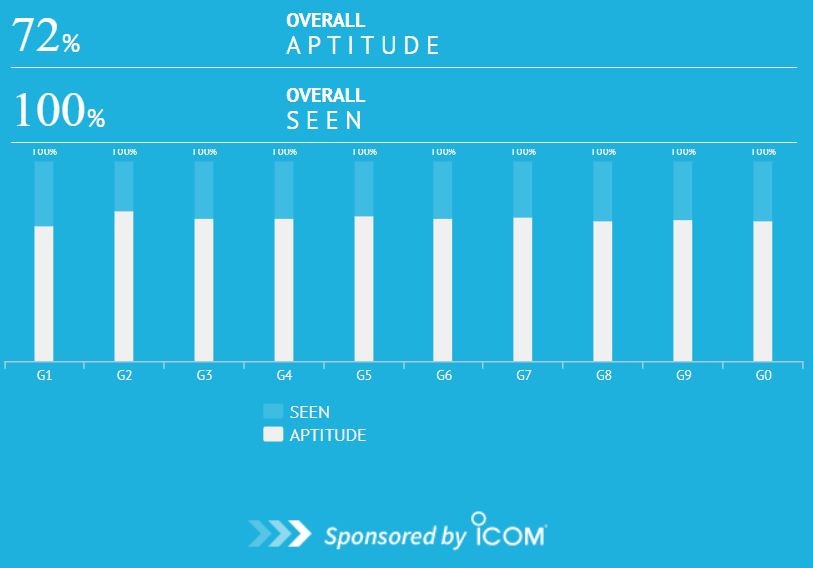 72%
OVERALL
APTITUDE
100%
OVERALL
SEEN
100% 100% 100% 100% 100% 100% 100% 100% 100% 100%
G1 G2 G3 G4 G5 G6 G7 G8 G9 G0
SEEN
APTITUDE
Sponsored by ICOM